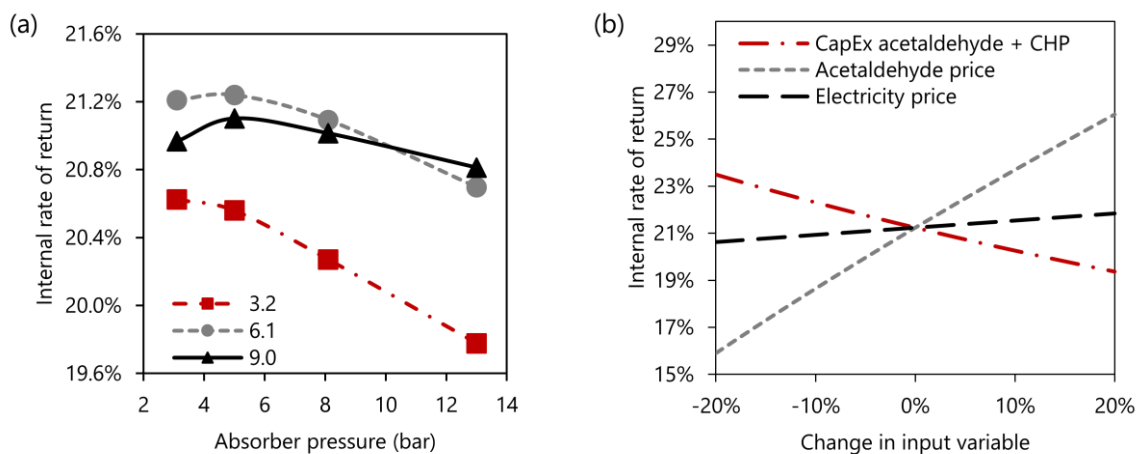 (a)
Internal rate of return
21.6%
21.2%
20.8%
20.4%
20.0%
19.6%
3.2
6.1
9.0
2 4 6 8 10 12 14
Absorber pressure (bar)
(b)
Internal rate of return
29%
27%
25%
23%
21%
19%
17%
15%
CapEx acetaldehyde + CHP
Acetaldehyde price
Electricity price
-20% -10% 0% 10% 20%
Change in input variable